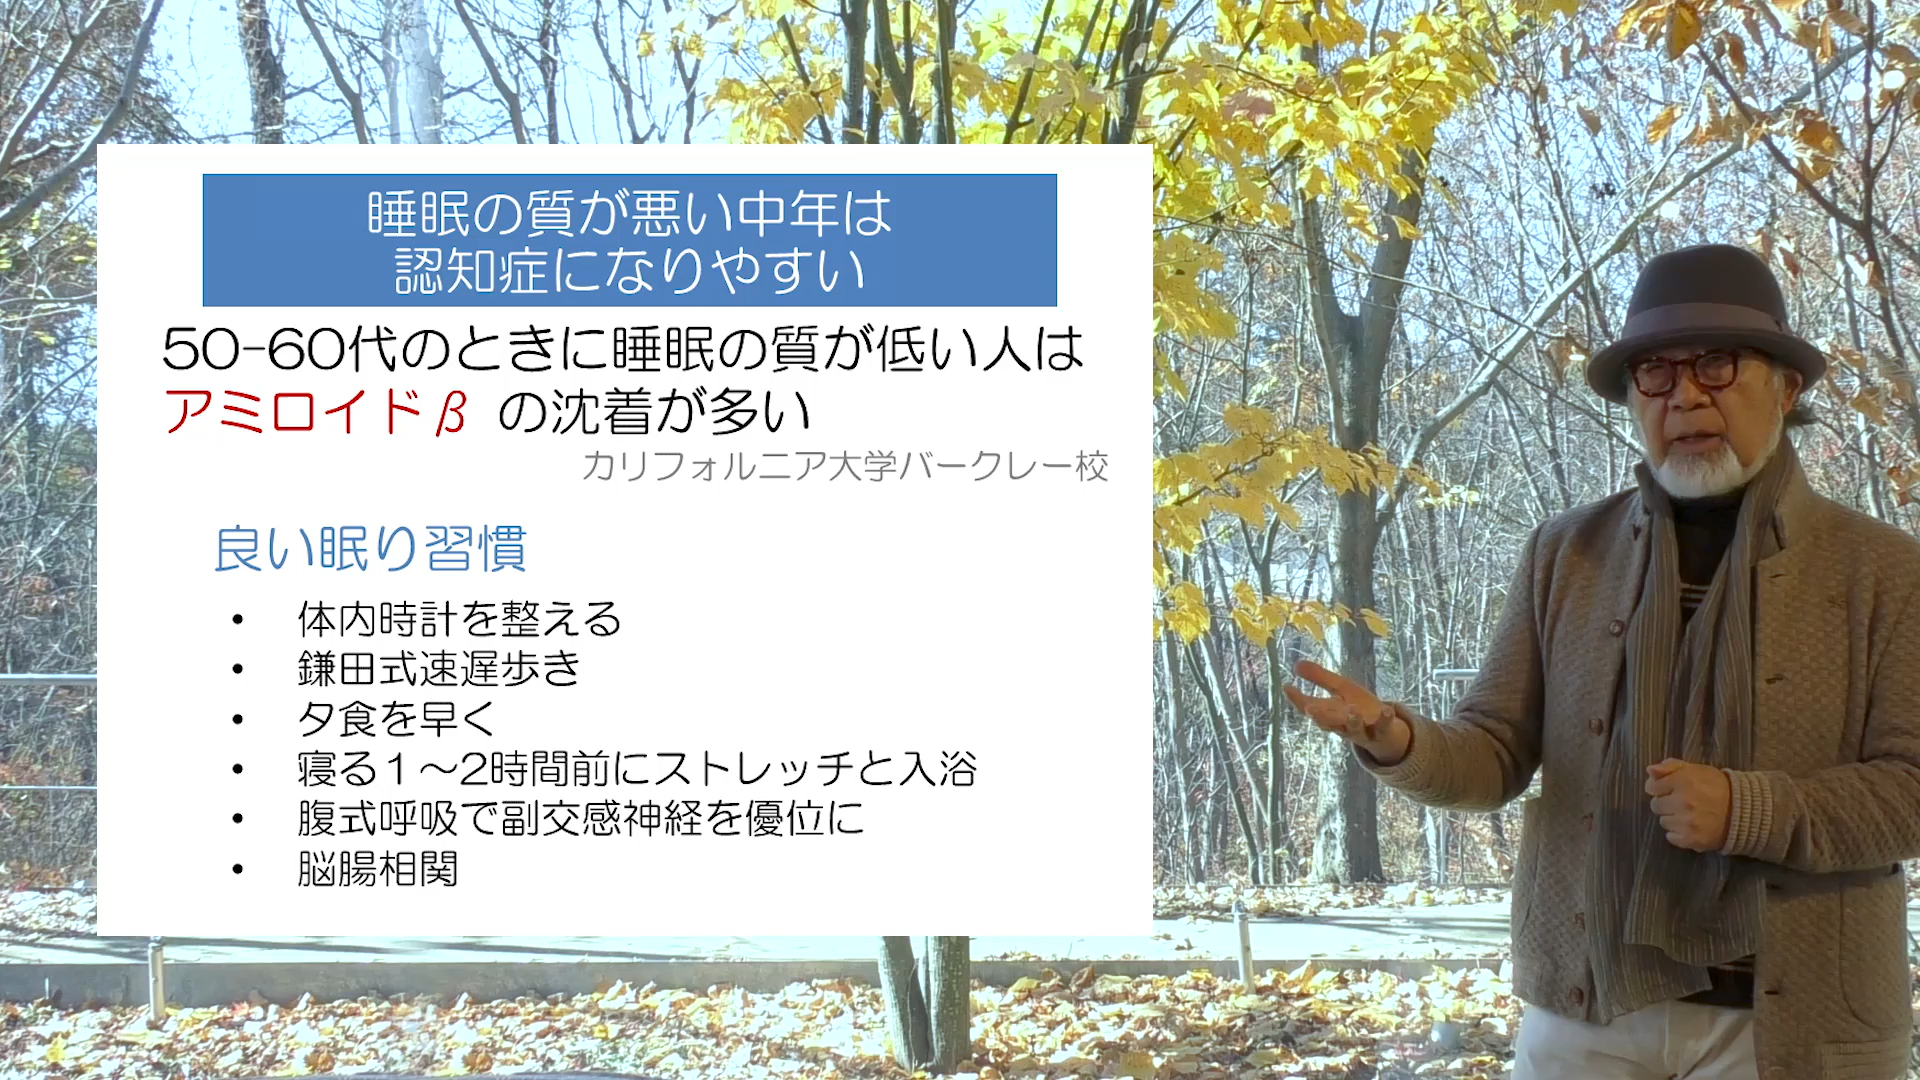 睡眠の質が悪い中年は
認知症になりやすい
50-60代のときに睡眠の質が低い人は
アミロイドβ の沈着が多い
カリフォルニア大学バークレー校
良い眠り習慣
• 体内時計を整える
• 鎌田式速遅歩き
• 夕食を早く
• 寝る１～2時間前にストレッチと入浴
• 腹式呼吸で副交感神経を優位に
• 脳腸相関